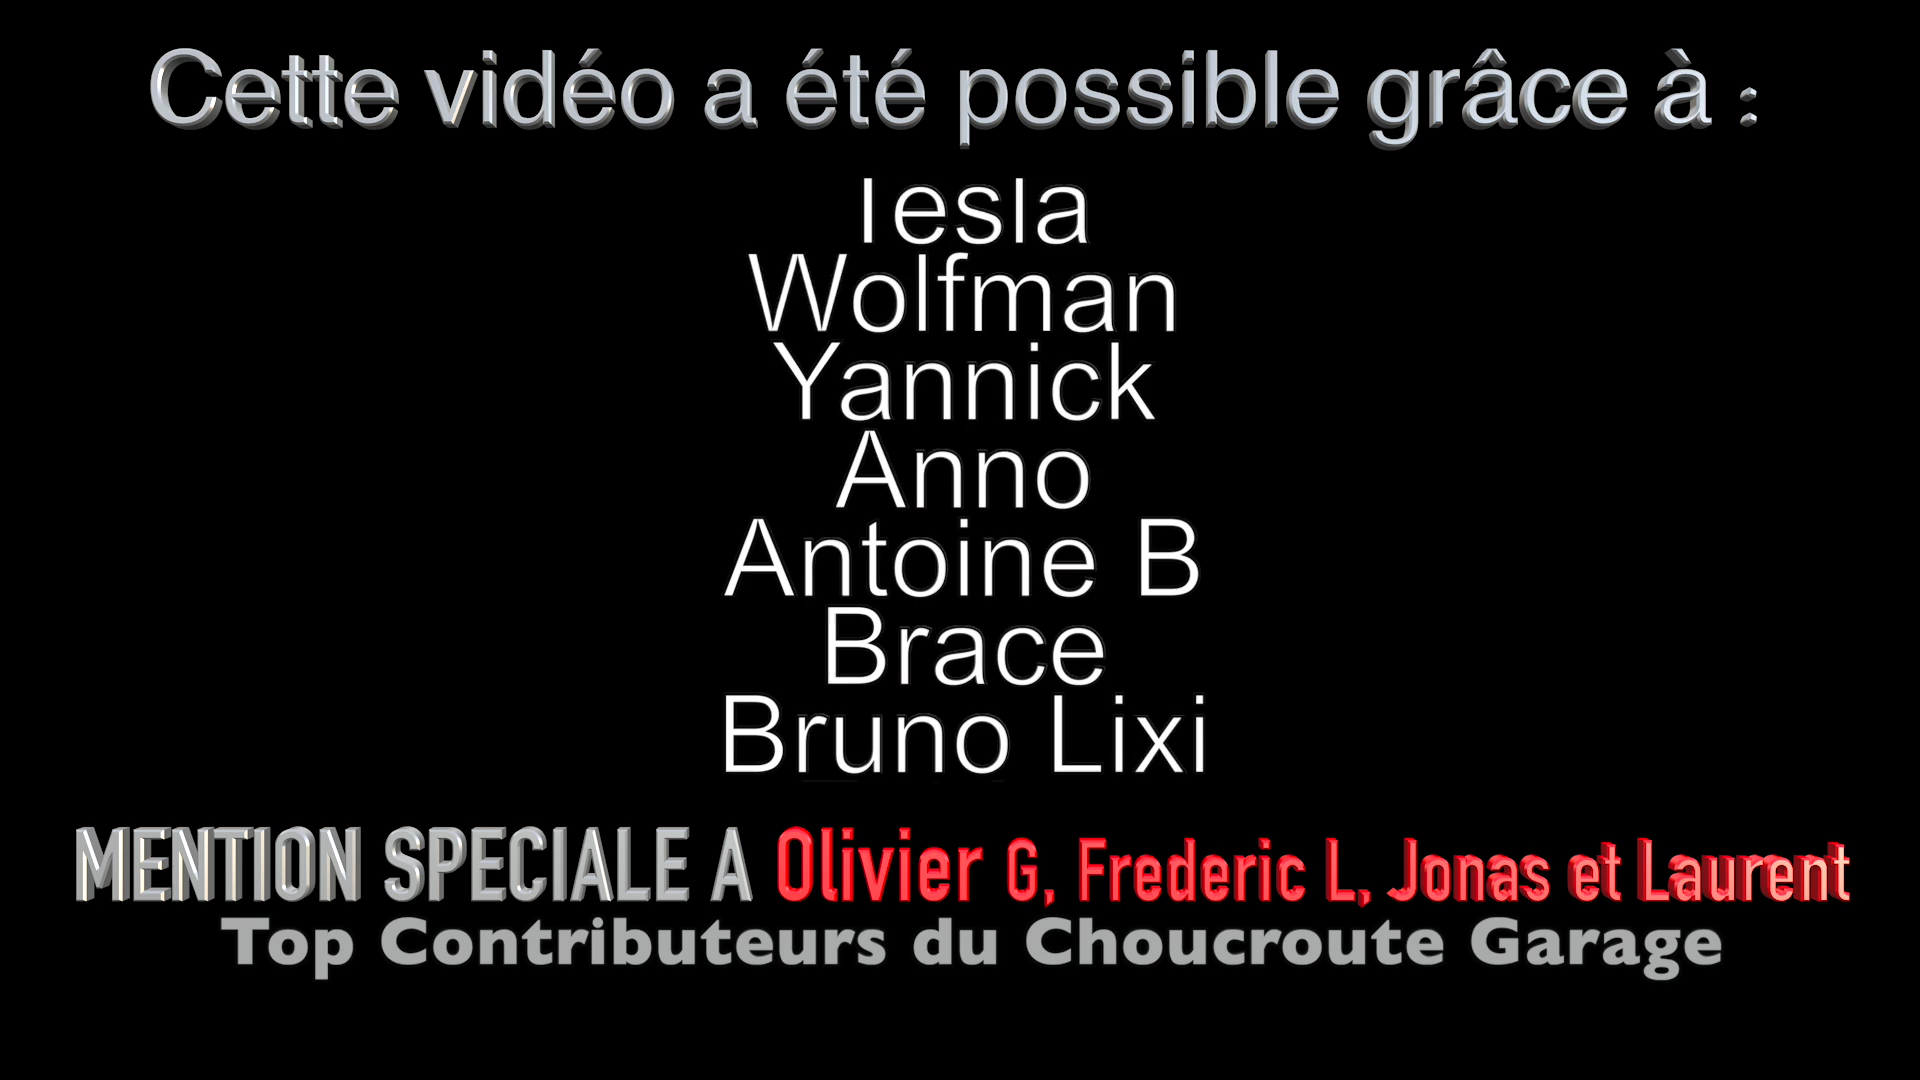 Cette vidéo a été possible grâce à :
Tesla
Wolfman
Yannick
Anno
Antoine B
Brace
Bruno Lixi
MENTION SPECIALE A Olivier G, Frederic L, Jonas et Laurent
Top Contributeurs du Choucroute Garage